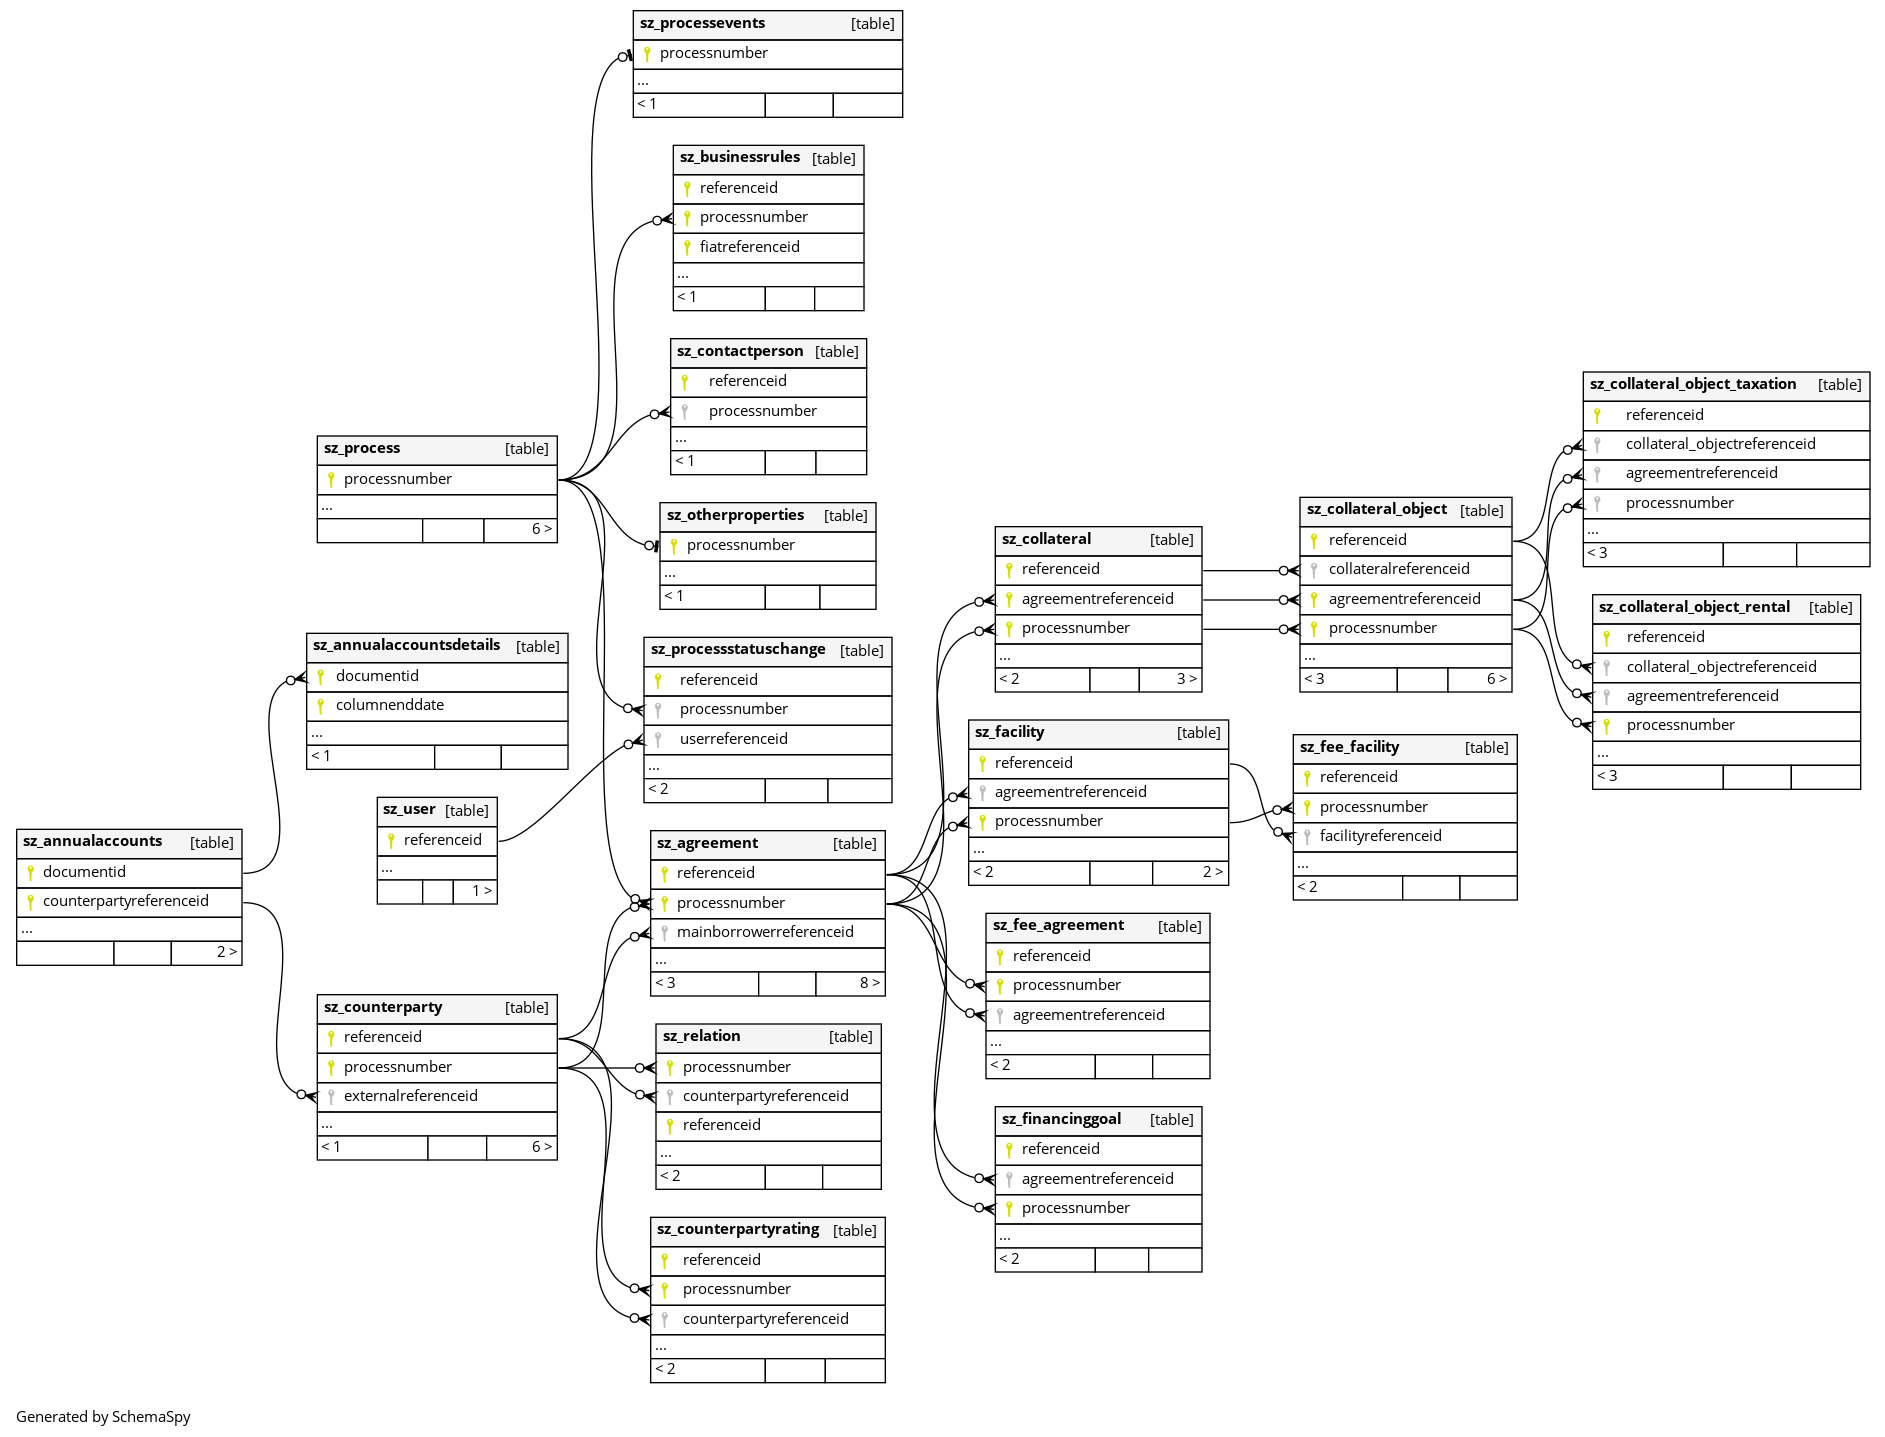 sz_processevents [table]
processnumber
...
< 1
sz_businessrules [table]
referenceid
processnumber
fiatreferenceid
...
< 1
sz_contactperson [table]
referenceid
processnumber
...
< 1
sz_process [table]
processnumber
...
6 >
sz_otherproperties [table]
processnumber
...
< 1
sz_annualaccountsdetails [table]
documentid
columnenddate
...
< 1
sz_processstatuschange [table]
referenceid
processnumber
userreferenceid
...
< 2
sz_user [table]
referenceid
...
1 >
sz_annualaccounts [table]
documentid
counterpartyreferenceid
...
2 >
sz_agreement [table]
referenceid
processnumber
mainborrowerreferenceid
...
< 3 8 >
sz_counterparty [table]
referenceid
processnumber
externalreferenceid
...
< 1 6 >
sz_relation [table]
processnumber
counterpartyreferenceid
referenceid
...
< 2
sz_counterpartyrating [table]
referenceid
processnumber
counterpartyreferenceid
...
< 2
sz_collateral [table]
referenceid
agreementreferenceid
processnumber
...
< 2 3 >
sz_facility [table]
referenceid
agreementreferenceid
processnumber
...
< 2 2 >
sz_fee_agreement [table]
referenceid
processnumber
agreementreferenceid
...
< 2
sz_financinggoal [table]
referenceid
agreementreferenceid
processnumber
...
< 2
sz_collateral_object [table]
referenceid
collateralreferenceid
agreementreferenceid
processnumber
...
< 3 6 >
sz_fee_facility [table]
referenceid
processnumber
facilityreferenceid
...
< 2
sz_collateral_object_taxation [table]
referenceid
collateral_objectreferenceid
agreementreferenceid
processnumber
...
< 3
sz_collateral_object_rental [table]
referenceid
collateral_objectreferenceid
agreementreferenceid
processnumber
...
< 3
Generated by SchemaSpy